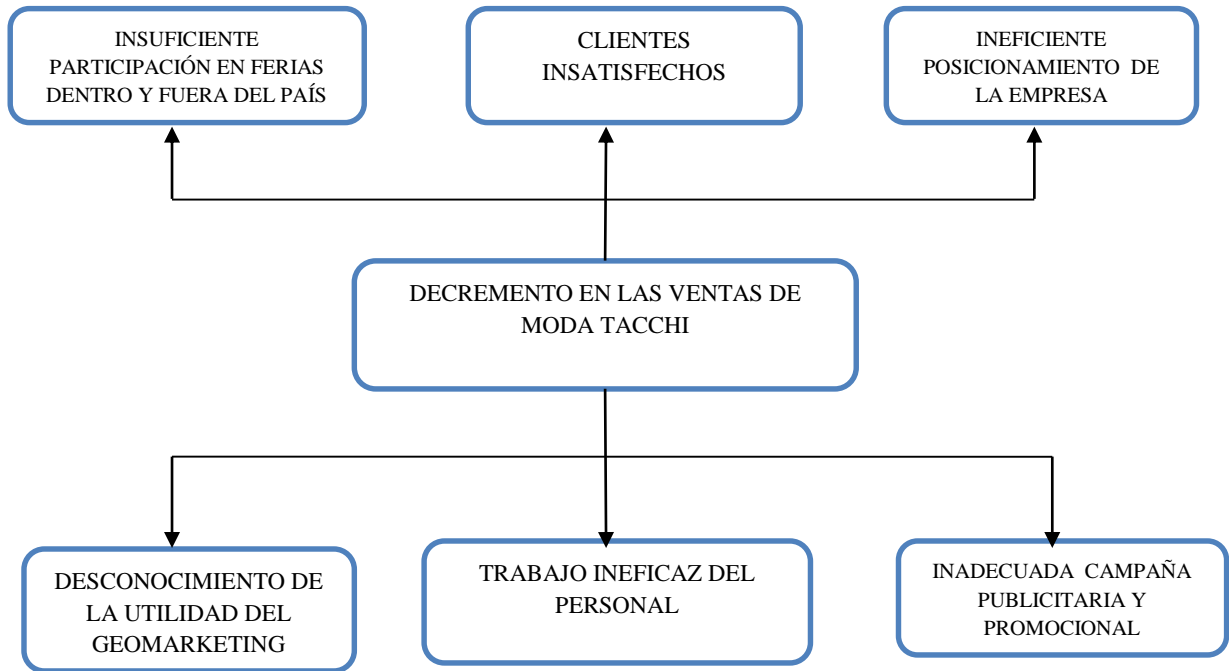 INSUFICIENTE
PARTICIPACIÓN EN FERIAS
DENTRO Y FUERA DEL PAÍS
CLIENTES
INSATISFECHOS
INEFICIENTE
POSICIONAMIENTO DE
LA EMPRESA
DECREMENTO EN LAS VENTAS DE
MODA TACCHI
DESCONOCIMIENTO DE
LA UTILIDAD DEL
GEOMARKETING
TRABAJO INEFICAZ DEL
PERSONAL
INADECUADA CAMPAÑA
PUBLICITARIA Y
PROMOCIONAL